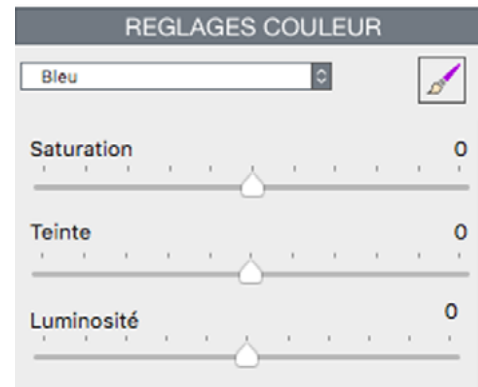 REGLAGES COULEUR
Bleu
Saturation 0
Teinte 0
Luminosité 0